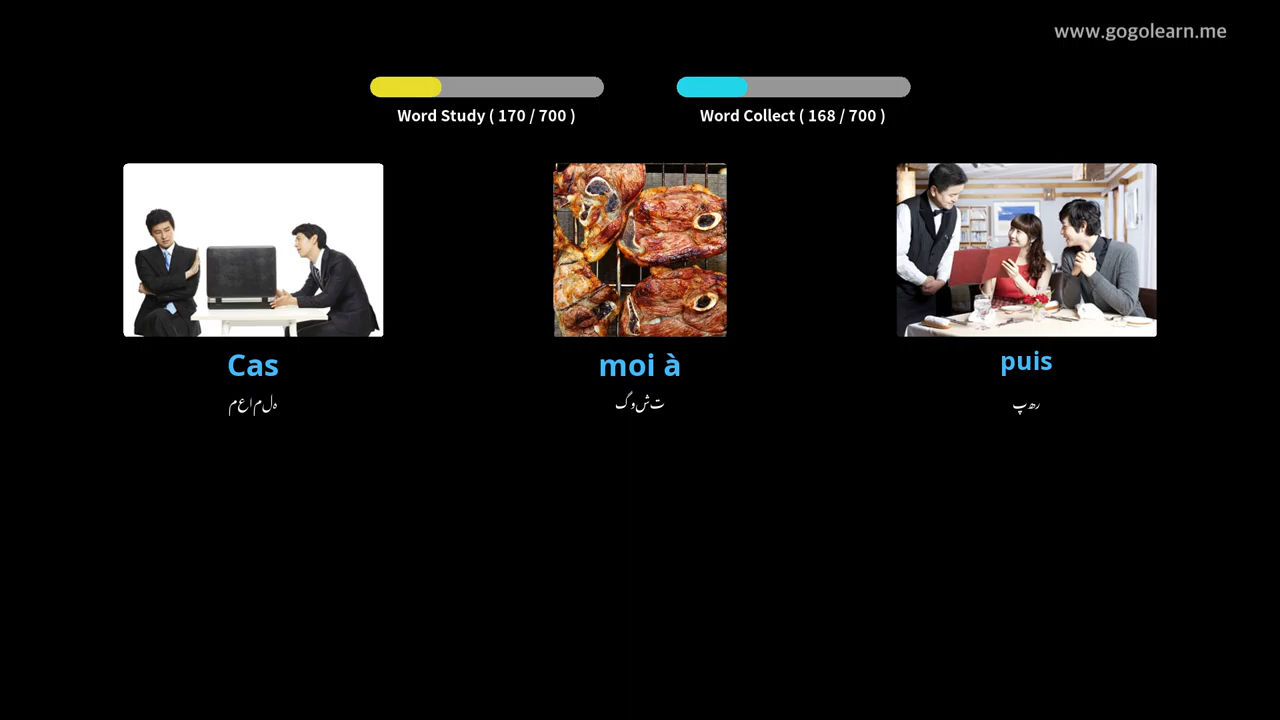 www.gogolearn.me
Word Study ( 170 / 700 ) Word Collect ( 168 / 700 )
Cas moi à puis
معاملہ گوشت پھر